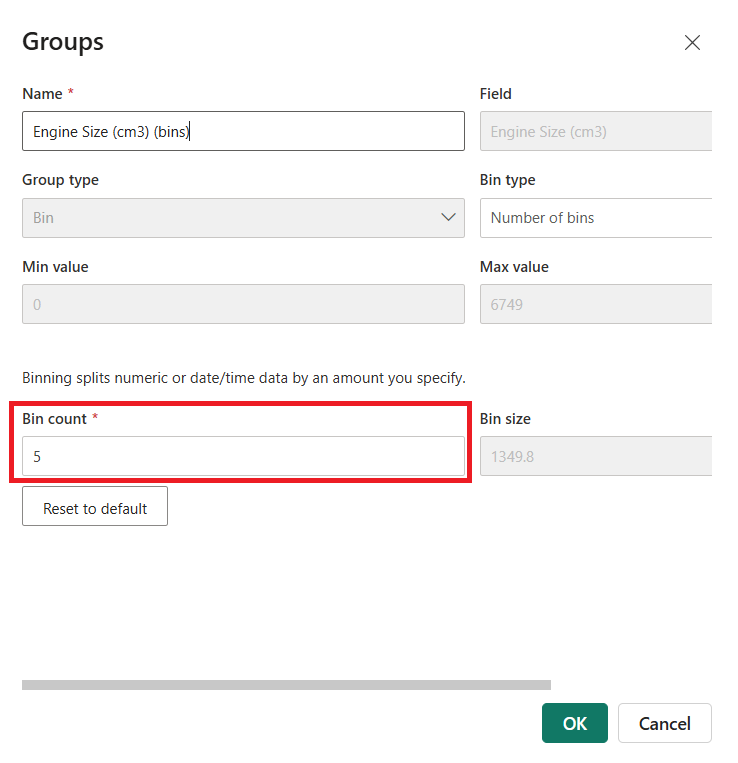 Groups
Name *
Field
Engine Size (cm3) (bins)
Engine Size (cm3)
Group type
Bin type
Bin
Number of bins
Min value
Max value
0
6749
Binning splits numeric or date/time data by an amount you specify.
Bin count *
Bin size
5
1349.8
Reset to default
OK
Cancel